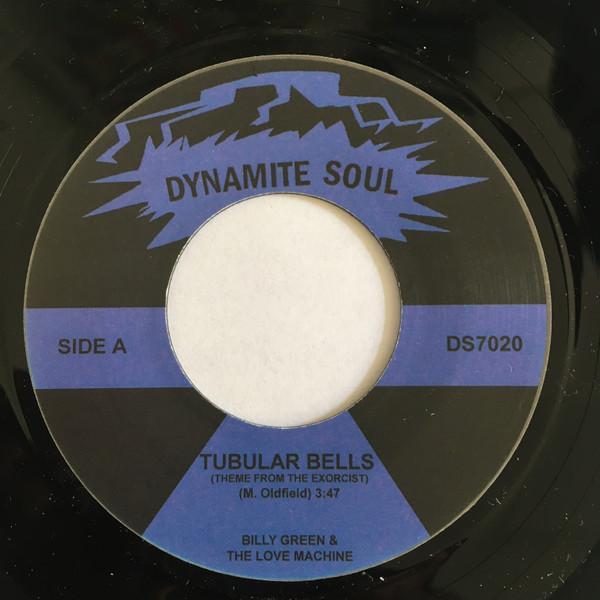 DYNAMITE SOUL
SIDE A
DS7020
TUBULAR BELLS
(THEME FROM THE EXORCIST)
(M. Oldfield) 3:47
BILLY GREEN &
THE LOVE MACHINE